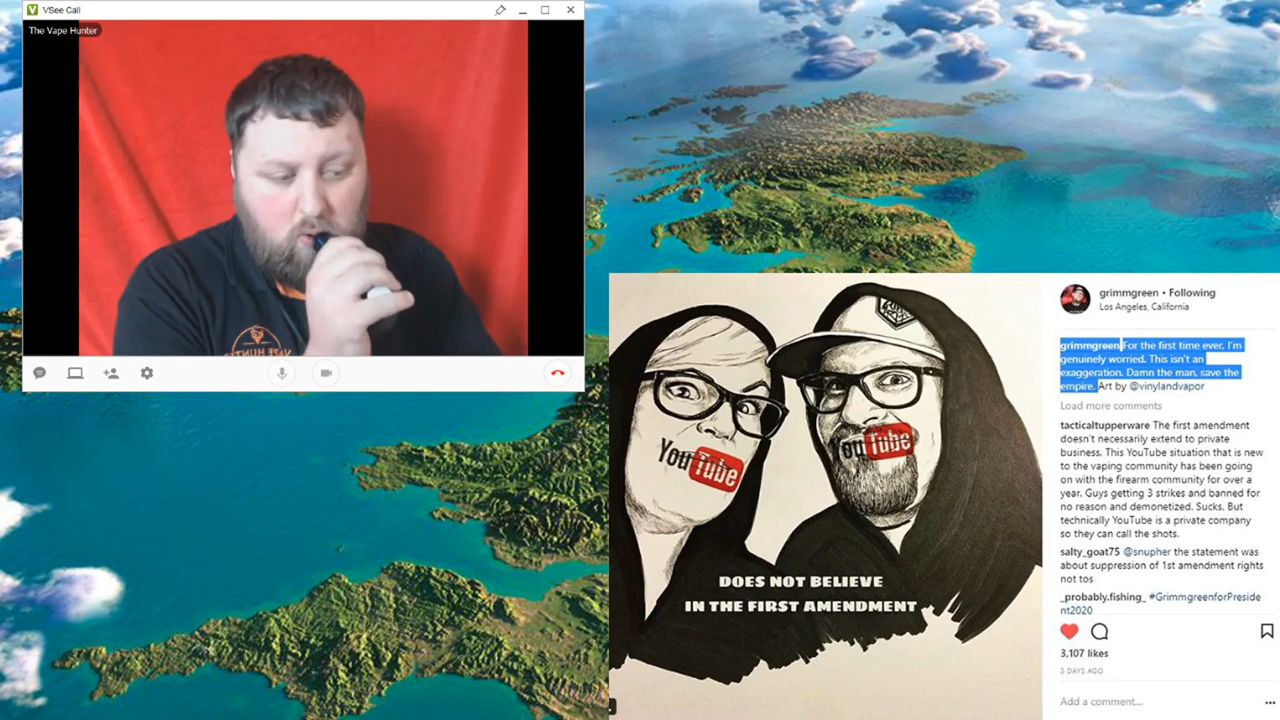 VSee Call
The Vape Hunter
grimmgreen • Following
Los Angeles, California
grimmgreen For the first time ever, I'm
genuinely worried. This isn't an
exaggeration. Damn the man, save the
empire. Art by @vinylandvapor
Load more comments
tacticaltupperware The first amendment
doesn't necessarily extend to private
business. This YouTube situation that is new
to the vaping community has been going
on with the firearm community for over a
year. Guys getting 3 strikes and banned for
no reason and demonetized. Sucks. But
technically YouTube is a private company
so they can call the shots.
salty_goat75 @snupher the statement was
about suppression of 1st amendment rights
not tos
_probably.fishing_ #GrimmgreenforPreside
nt2020
3,107 likes
3 DAYS AGO
Add a comment...
You Tube
You Tube
DOES NOT BELIEVE
IN THE FIRST AMENDMENT